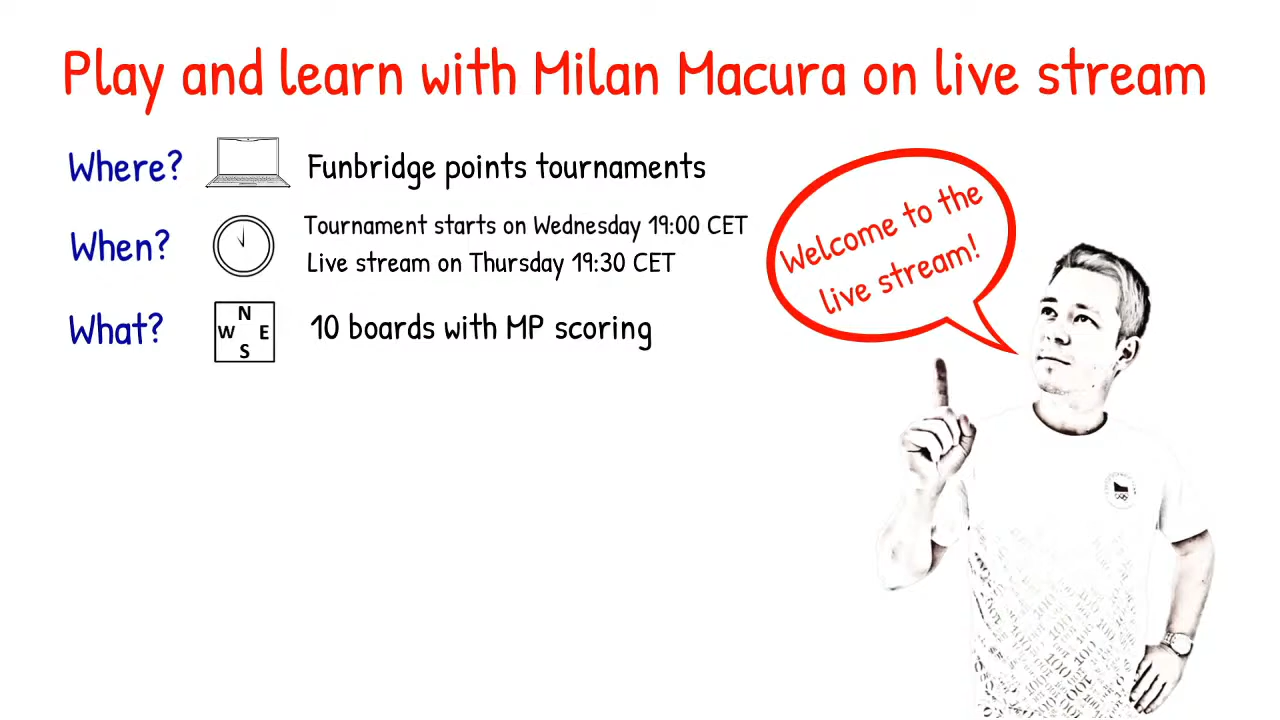 Play and learn with Milan Macura on live stream
Where?
Funbridge points tournaments
When?
Tournament starts on Wednesday 19:00 CET
Live stream on Thursday 19:30 CET
What?
N
W E
S
10 boards with MP scoring
Welcome to the
live stream!
100